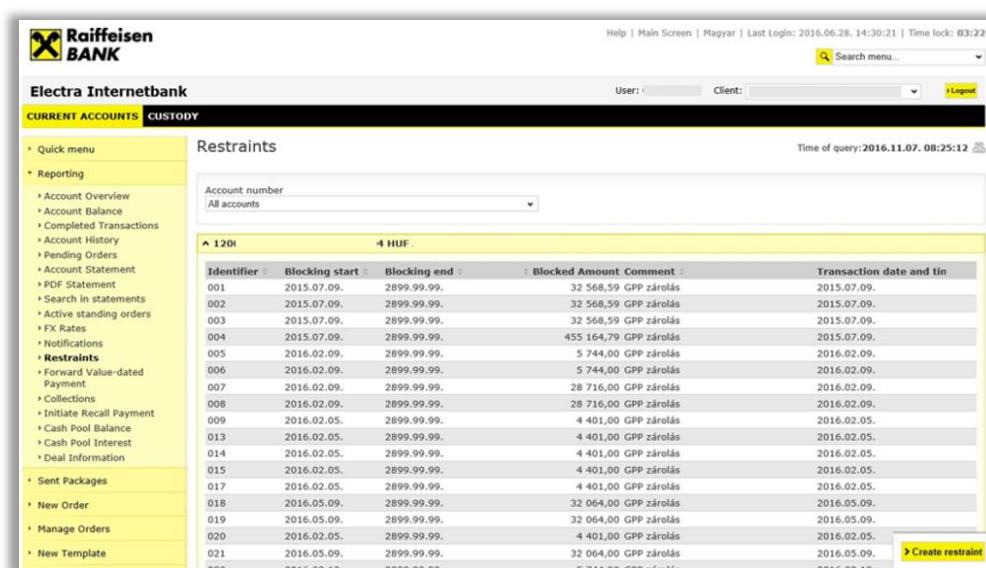 Raiffeisen
BANK
Help | Main Screen | Magyar | Last Login: 2016.06.28. 14:30:21 | Time lock: 03:22
Search menu...
Electra Internetbank
User:
Client:
Logout
CURRENT ACCOUNTS CUSTODY
Quick menu
Reporting
Account Overview
Account Balance
Completed Transactions
Account History
Pending Orders
Account Statement
PDF Statement
Search in statements
Active standing orders
FX Rates
Notifications
Restraints
Forward Value-dated
Payment
Collections
Initiate Recall Payment
Cash Pool Balance
Cash Pool Interest
Deal Information
Sent Packages
New Order
Manage Orders
New Template
Restraints
Time of query:2016.11.07. 08:25:12
Account number
All accounts
4 HUF
Identifier Blocking start Blocking end Blocked Amount Comment Transaction date and tin
001 2015.07.09. 2899.99.99. 32 568,59 GPP zárolás 2015.07.09.
002 2015.07.09. 2899.99.99. 32 568,59 GPP zárolás 2015.07.09.
003 2015.07.09. 2899.99.99. 32 568,59 GPP zárolás 2015.07.09.
004 2015.07.09. 2899.99.99. 455 164,79 GPP zárolás 2015.07.09.
005 2016.02.09. 2899.99.99. 5 744,00 GPP zárolás 2016.02.09.
006 2016.02.09. 2899.99.99. 5 744,00 GPP zárolás 2016.02.09.
007 2016.02.09. 2899.99.99. 28 716,00 GPP zárolás 2016.02.09.
008 2016.02.09. 2899.99.99. 28 716,00 GPP zárolás 2016.02.09.
009 2016.02.05. 2899.99.99. 4 401,00 GPP zárolás 2016.02.05.
013 2016.02.05. 2899.99.99. 4 401,00 GPP zárolás 2016.02.05.
014 2016.02.05. 2899.99.99. 4 401,00 GPP zárolás 2016.02.05.
015 2016.02.05. 2899.99.99. 4 401,00 GPP zárolás 2016.02.05.
017 2016.02.05. 2899.99.99. 4 401,00 GPP zárolás 2016.02.05.
018 2016.05.09. 2899.99.99. 32 064,00 GPP zárolás 2016.05.09.
019 2016.05.09. 2899.99.99. 32 064,00 GPP zárolás 2016.05.09.
020 2016.02.05. 2899.99.99. 4 401,00 GPP zárolás 2016.02.05.
021 2016.05.09. 2899.99.99. 32 064,00 GPP zárolás 2016.05.09.
Create restraint